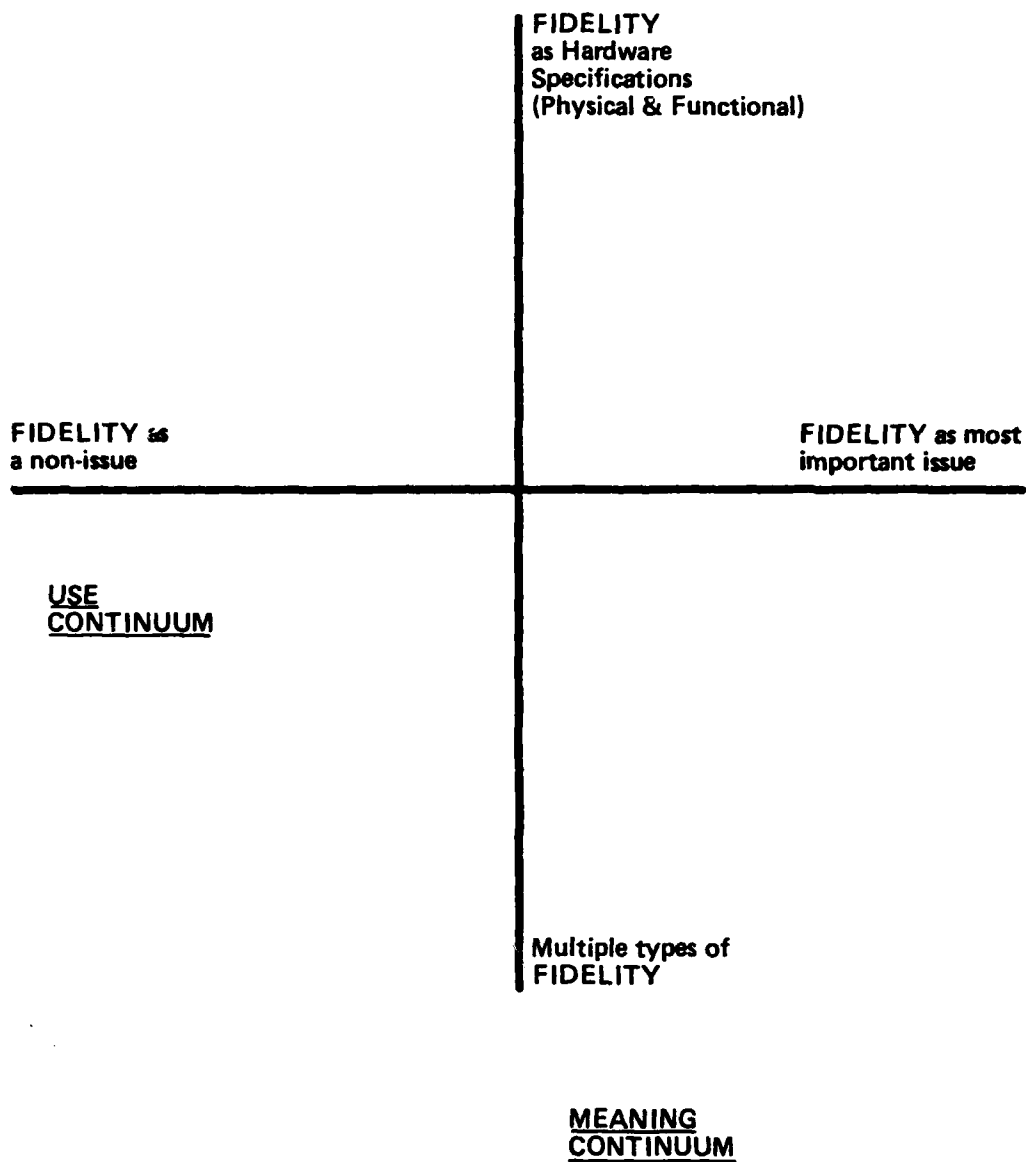 FIDELITY
as Hardware
Specifications
(Physical & Functional)
FIDELITY as
a non-issue
FIDELITY as most
important issue
USE
CONTINUUM
Multiple types of
FIDELITY
MEANING
CONTINUUM